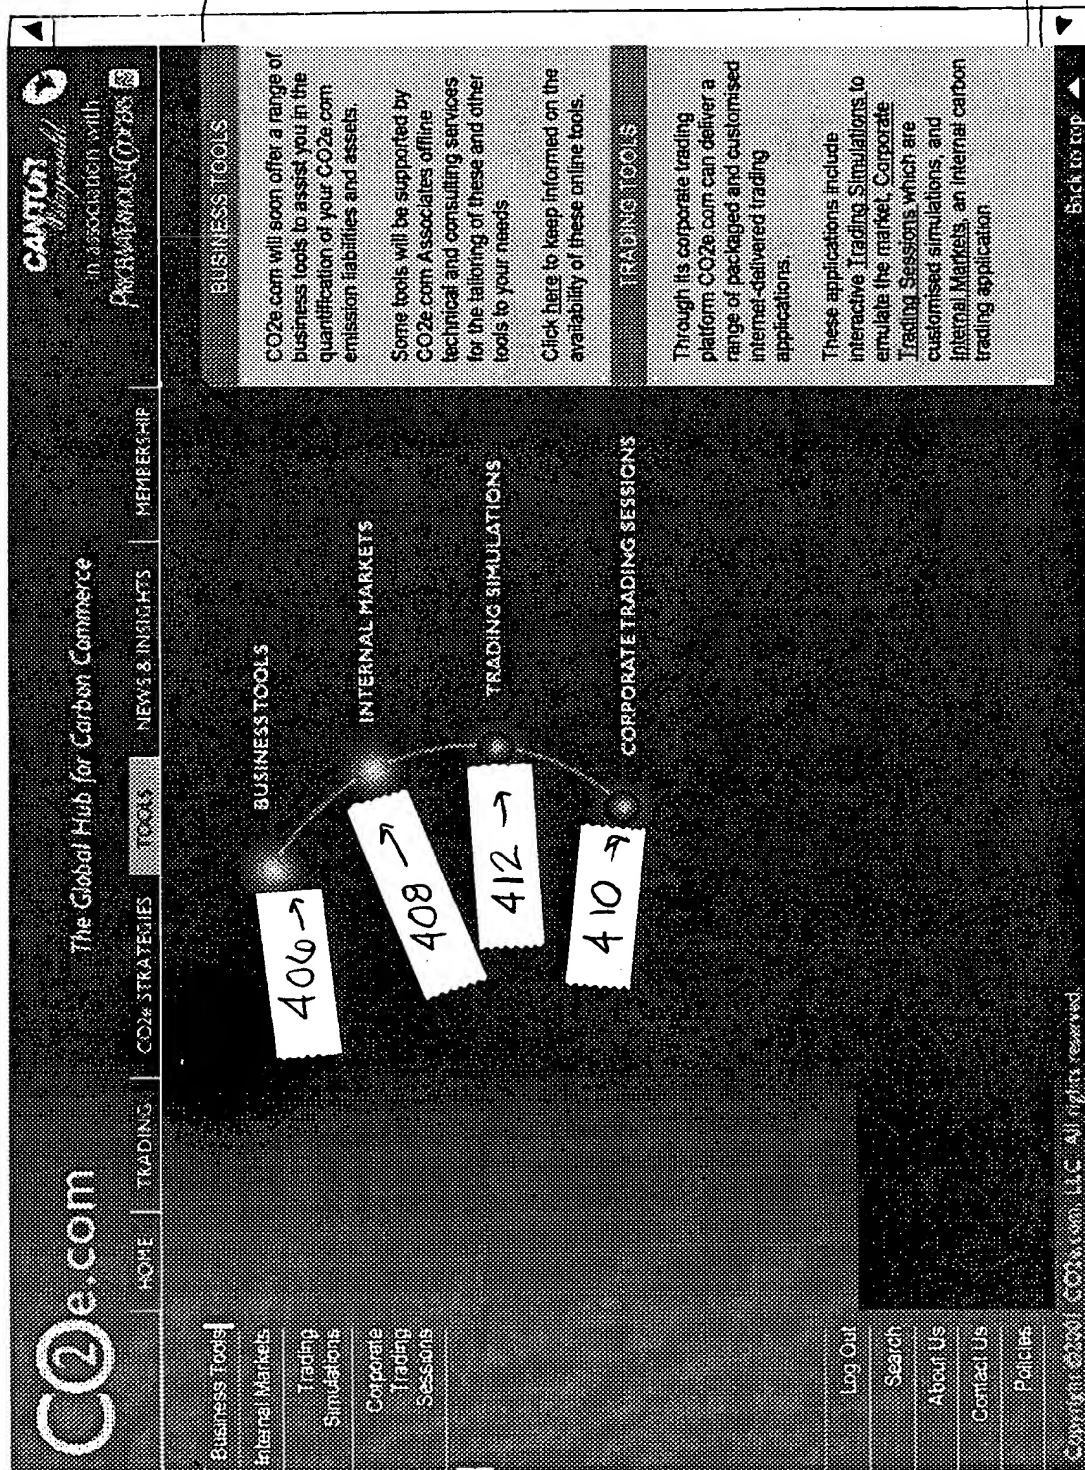 CO2e.com
The Global Hub for Carbon Commerce
CANTOR
Fitzgerald
in association with
PricewaterhouseCoopers
HOME
TRADING
CO2e STRATEGIES
TOOLS
NEWS & INSIGHTS
MEMBERSHIP
Business Tools
Internal Markets
Trading
Simulations
Corporate
Trading
Sessions
Log Out
Search
About Us
Contact Us
Policies
BUSINESS TOOLS
INTERNAL MARKETS
TRADING SIMULATIONS
CORPORATE TRADING SESSIONS
406 →
408 →
412 →
410 →
BUSINESS TOOLS
CO2e.com will soon offer a range of
business tools to assist you in the
quantification of your CO2e.com
emission liabilities and assets.
Some tools will be supported by
CO2e.com Associates offline
technical and consulting services
for the tailoring of these and other
tools to your needs
Click here to keep informed on the
availability of these online tools.
TRADING TOOLS
Through its corporate trading
platform CO2e.com can deliver a
range of packaged and customised
internet-delivered trading
applications.
These applications include
interactive Trading Simulations to
emulate the market, Corporate
Trading Sessions which are
customised simulations, and
Internal Markets, an internal carbon
trading application
back to top
Copyright ©2001 CO2e.com, LLC. All rights reserved.